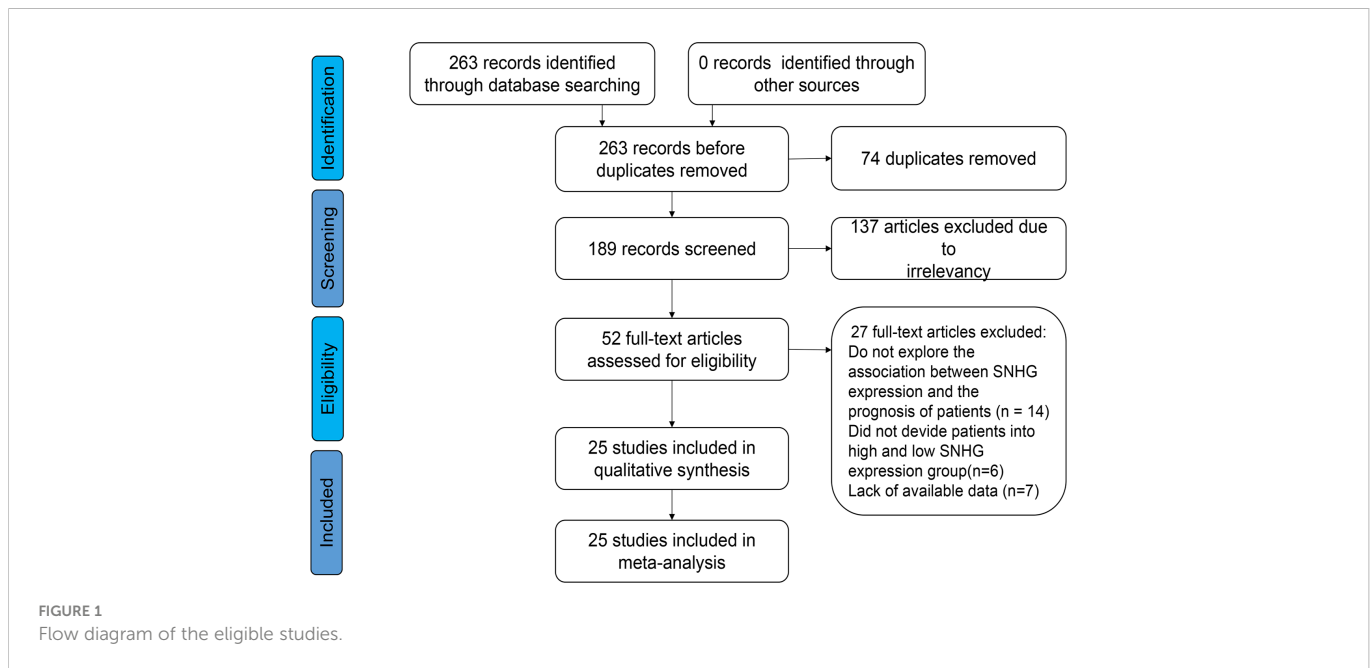 Identification
263 records identified
through database searching
0 records identified through
other sources
263 records before
duplicates removed
74 duplicates removed
Screening
189 records screened
137 articles excluded due
to
irrelevancy
Eligibility
52 full-text articles
assessed for eligibility
27 full-text articles excluded:
Do not explore the
association between SNHG
expression and the
prognosis of patients (n = 14)
Did not devide patients into
high and low SNHG
expression group(n=6)
Lack of available data (n=7)
25 studies included in
qualitative synthesis
Included
25 studies included in
meta-analysis
FIGURE 1
Flow diagram of the eligible studies.